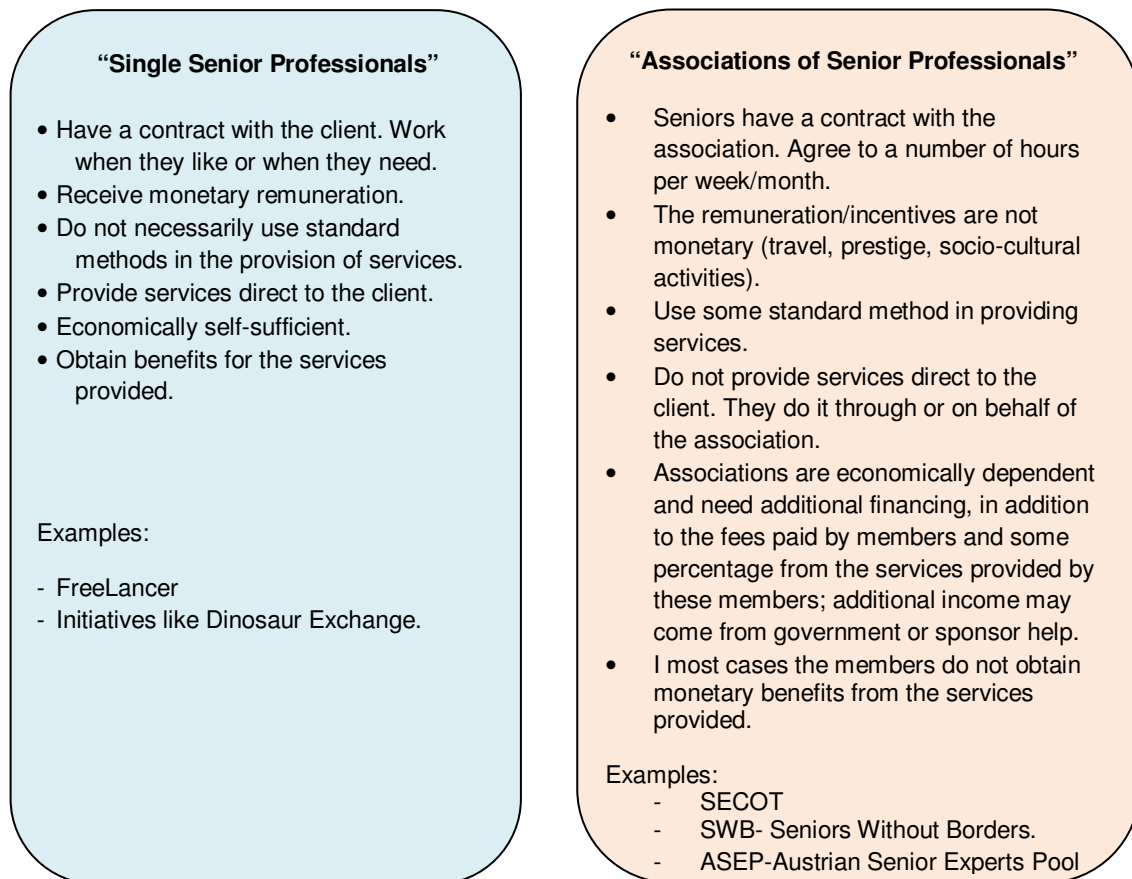 “Single Senior Professionals”
• Have a contract with the client. Work
when they like or when they need.
• Receive monetary remuneration.
• Do not necessarily use standard
methods in the provision of services.
• Provide services direct to the client.
• Economically self-sufficient.
• Obtain benefits for the services
provided.
Examples:
- FreeLancer
- Initiatives like Dinosaur Exchange.
“Associations of Senior Professionals”
• Seniors have a contract with the
association. Agree to a number of hours
per week/month.
• The remuneration/incentives are not
monetary (travel, prestige, socio-cultural
activities).
• Use some standard method in providing
services.
• Do not provide services direct to the
client. They do it through or on behalf of
the association.
• Associations are economically dependent
and need additional financing, in addition
to the fees paid by members and some
percentage from the services provided by
these members; additional income may
come from government or sponsor help.
• I most cases the members do not obtain
monetary benefits from the services
provided.
Examples:
- SECOT
- SWB- Seniors Without Borders.
- ASEP-Austrian Senior Experts Pool